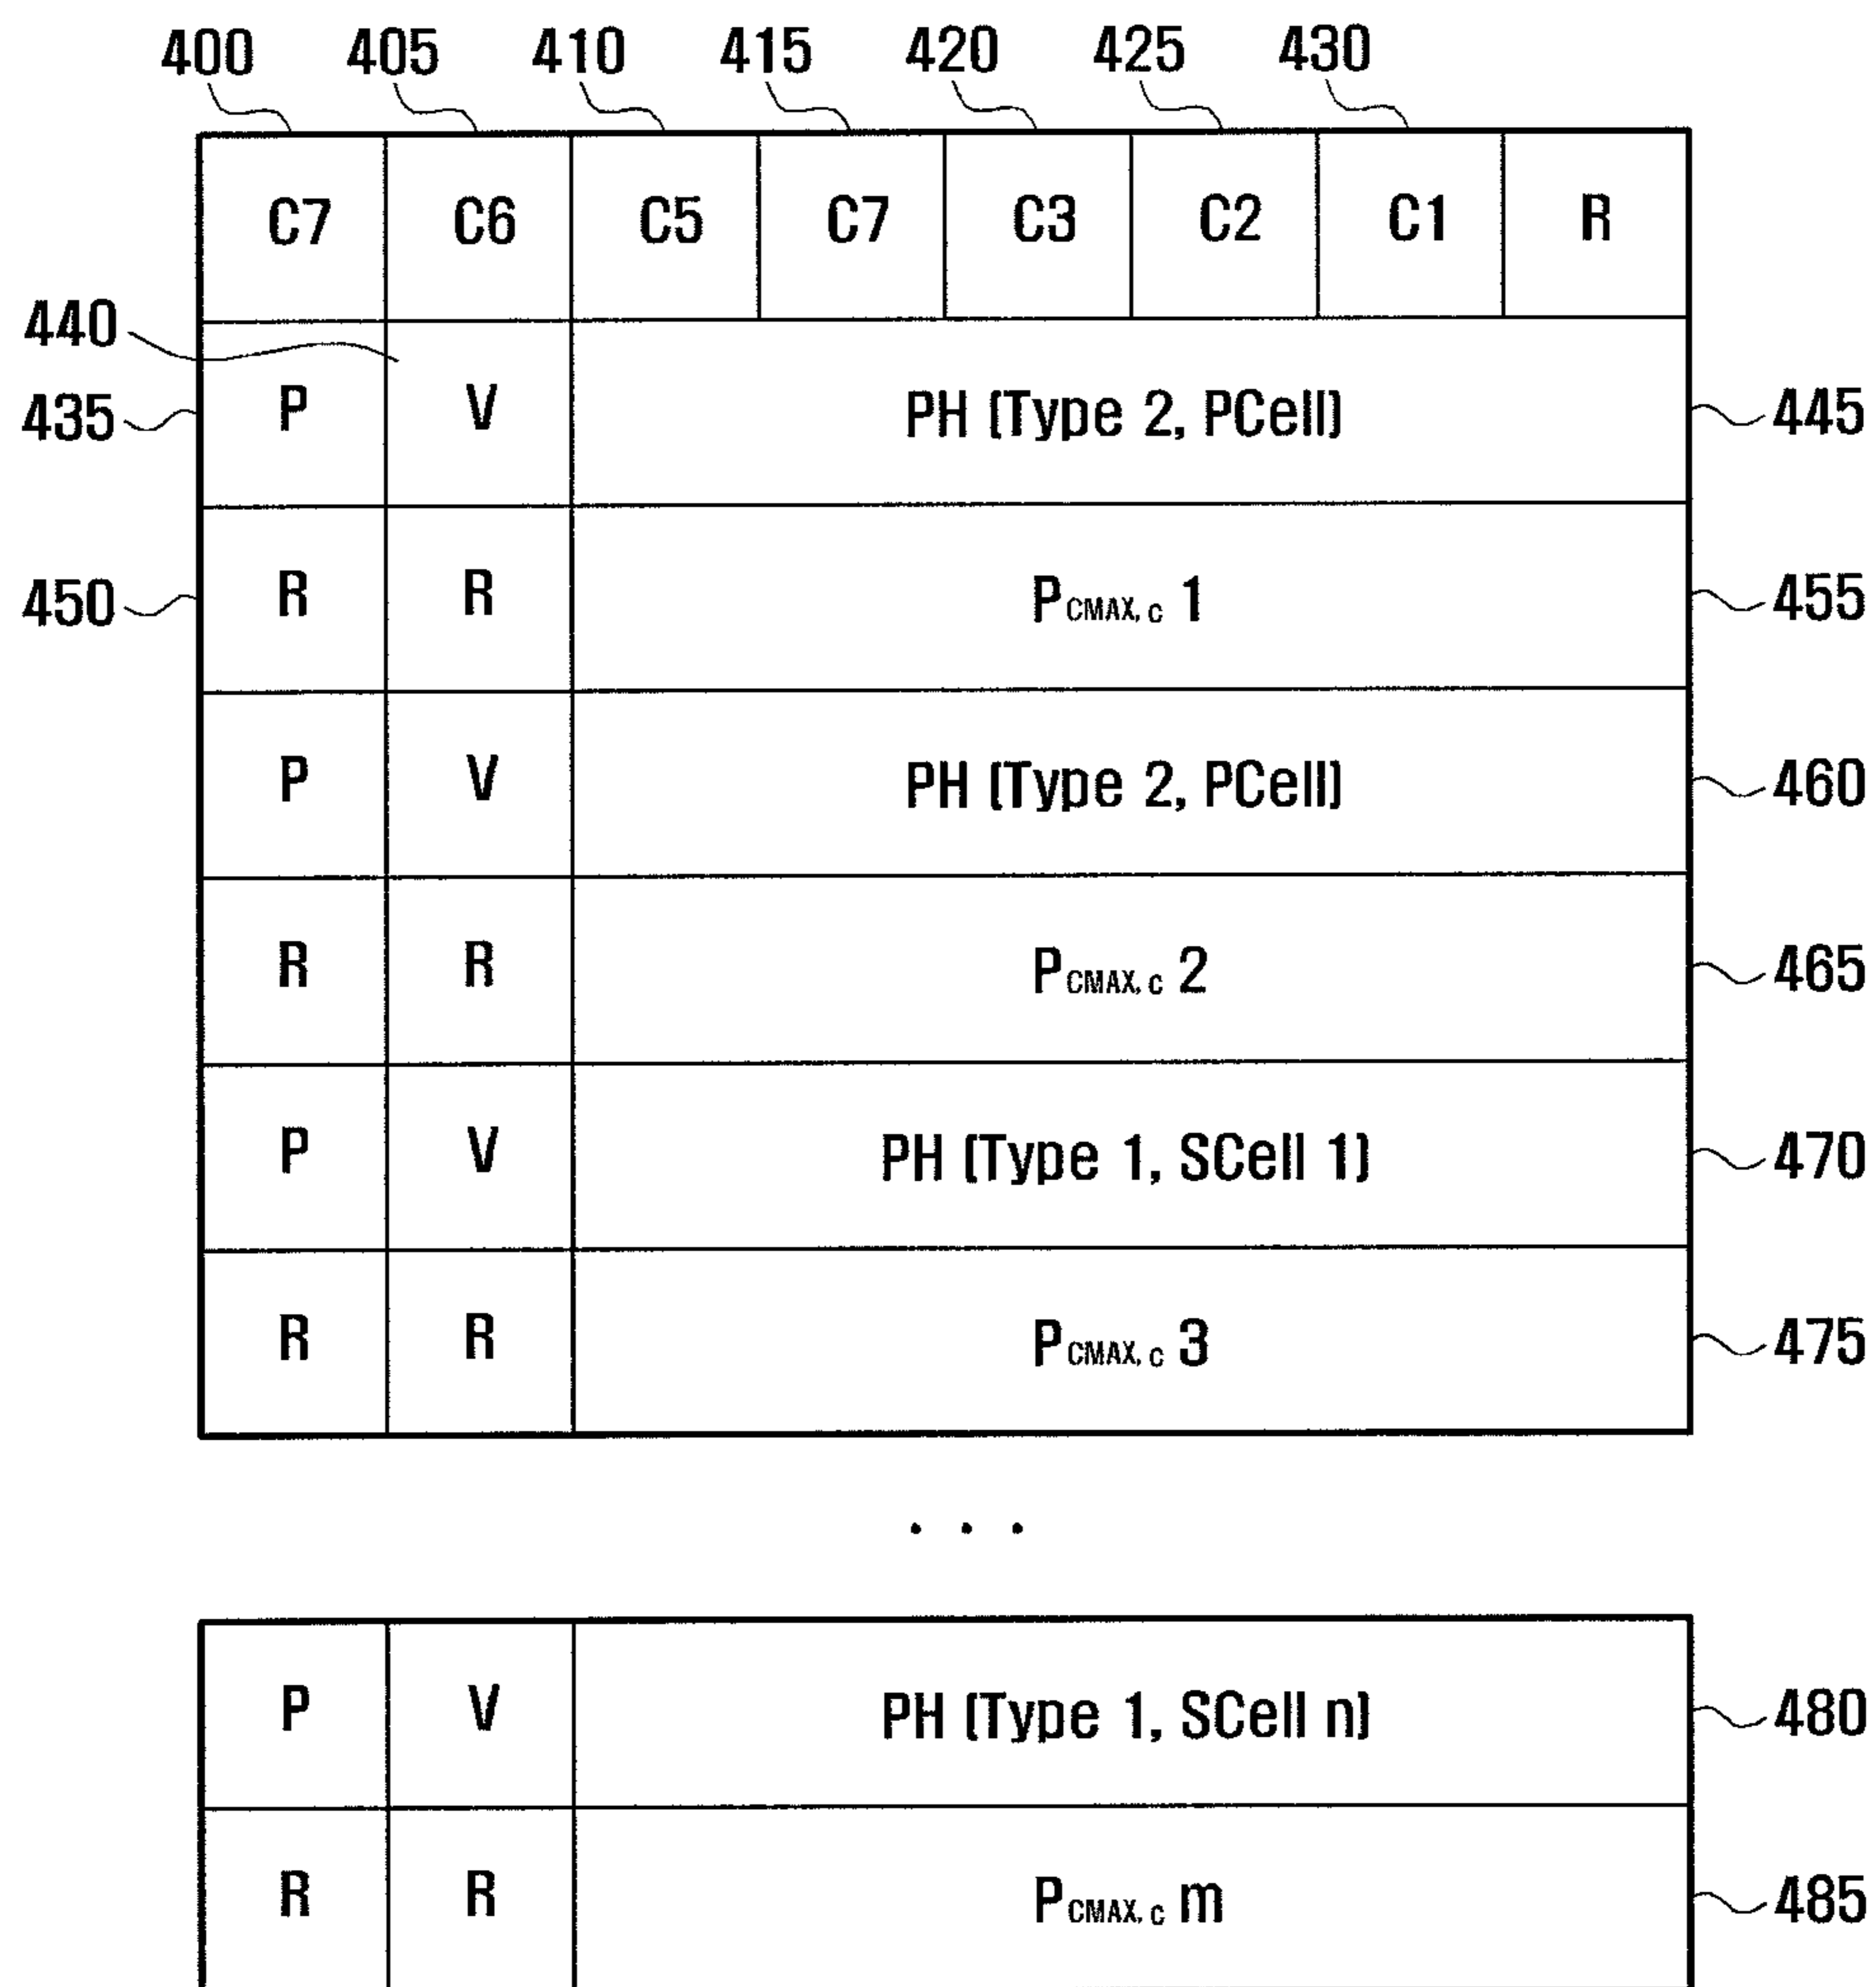 400 405 410 415 420 425 430
C7 C6 C5 C7 C3 C2 C1 R
440
435 P V PH (Type 2, PCell) 445
450 R R PCMAX, c 1 455
P V PH (Type 2, PCell) 460
R R PCMAX, c 2 465
P V PH (Type 1, SCell 1) 470
R R PCMAX, c 3 475
...
P V PH (Type 1, SCell n) 480
R R PCMAX, c m 485